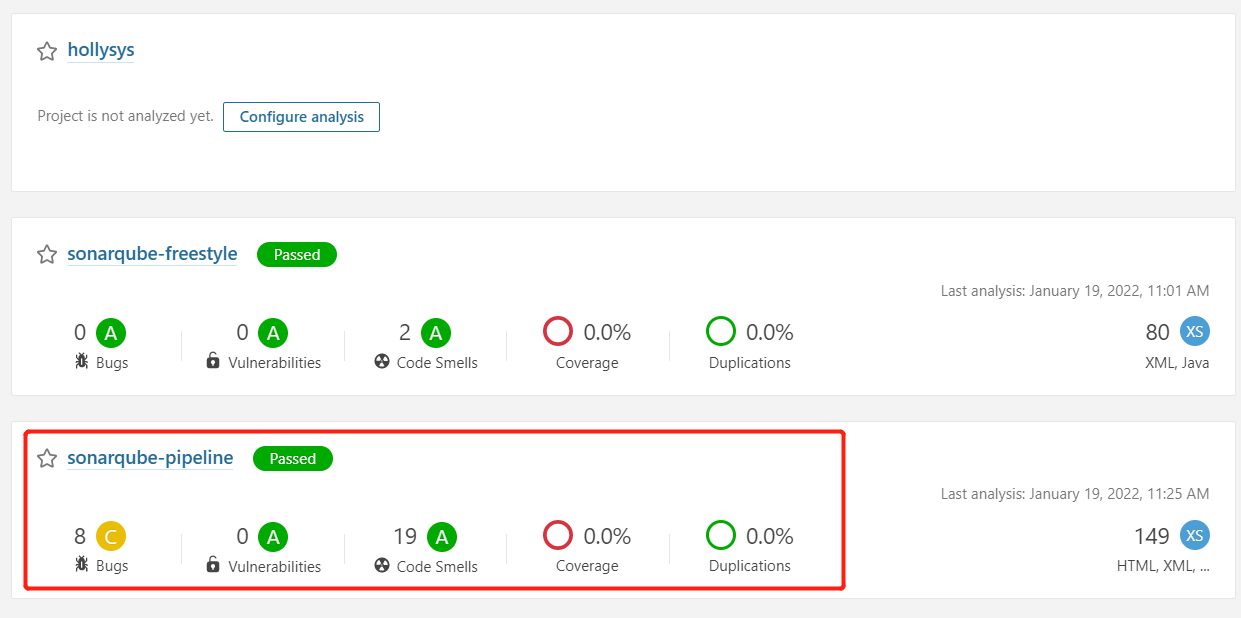 hollysys
Project is not analyzed yet. Configure analysis
sonarqube-freestyle Passed
Last analysis: January 19, 2022, 11:01 AM
0 A 0 A 2 A 0.0% 0.0% 80 XS
Bugs Vulnerabilities Code Smells Coverage Duplications XML, Java
sonarqube-pipeline Passed
Last analysis: January 19, 2022, 11:25 AM
8 C 0 A 19 A 0.0% 0.0% 149 XS
Bugs Vulnerabilities Code Smells Coverage Duplications HTML, XML, ...